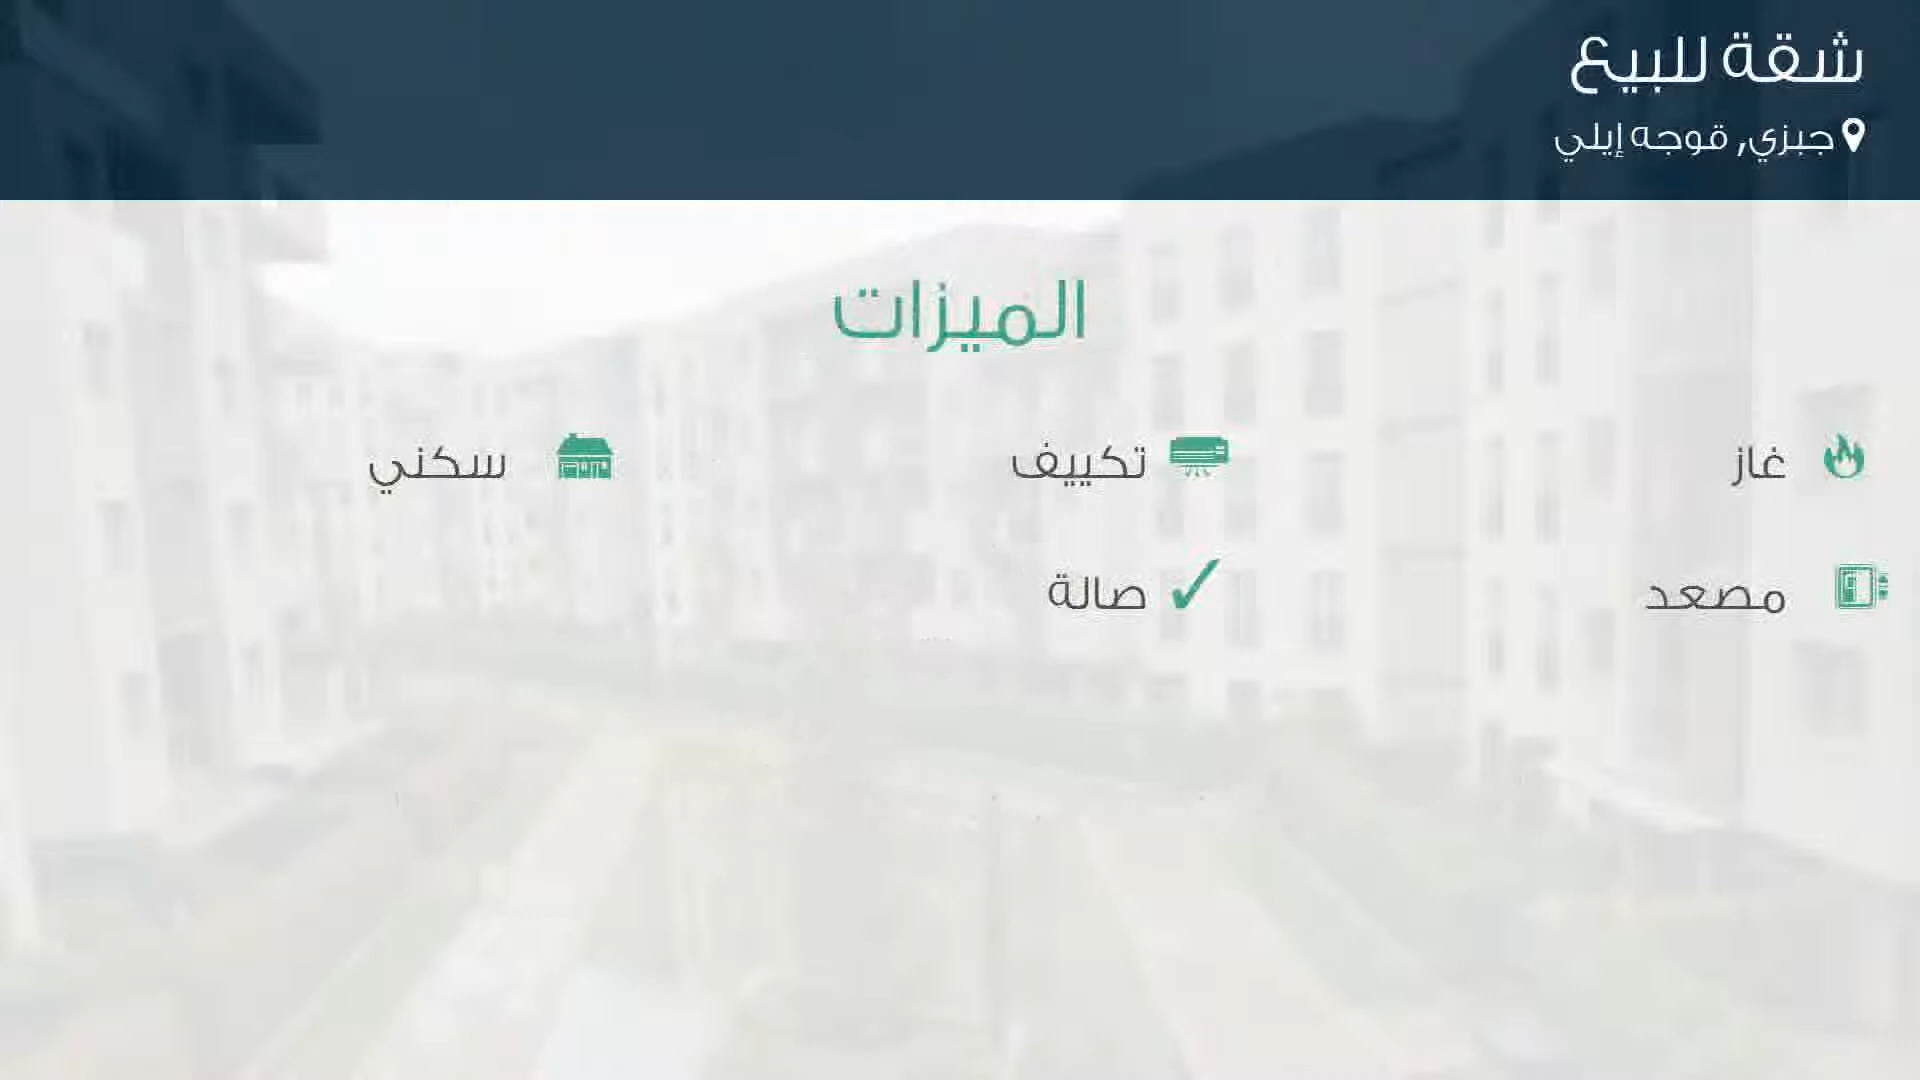 شقة للبيع
جبزي, قوجه إيلي
الميزات
غاز تكييف سكني
مصعد صالة